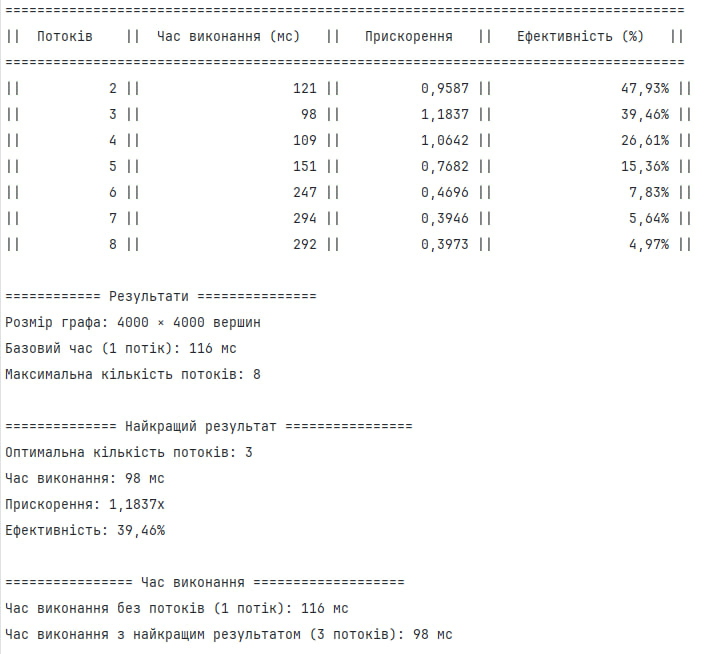 =====================================================================================
||  Потоків    ||  Час виконання (мс)   ||   Прискорення   ||   Ефективність (%)   ||
=====================================================================================
||           2 ||                   121 ||          0,9587 ||                47,93% ||
||           3 ||                    98 ||          1,1837 ||                39,46% ||
||           4 ||                   109 ||          1,0642 ||                26,61% ||
||           5 ||                   151 ||          0,7682 ||                15,36% ||
||           6 ||                   247 ||          0,4696 ||                 7,83% ||
||           7 ||                   294 ||          0,3946 ||                 5,64% ||
||           8 ||                   292 ||          0,3973 ||                 4,97% ||
============ Результати ===============
Розмір графа: 4000 × 4000 вершин
Базовий час (1 потік): 116 мс
Максимальна кількість потоків: 8
============== Найкращий результат ================
Оптимальна кількість потоків: 3
Час виконання: 98 мс
Прискорення: 1,1837x
Ефективність: 39,46%
================ Час виконання ===================
Час виконання без потоків (1 потік): 116 мс
Час виконання з найкращим результатом (3 потоків): 98 мс